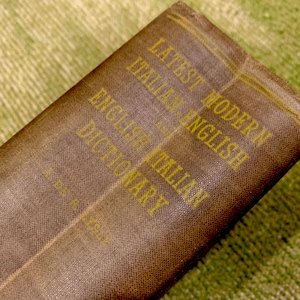 LATEST MODERN
ITALIAN ENGLISH
ENGLISH ITALIAN
DICTIONARY